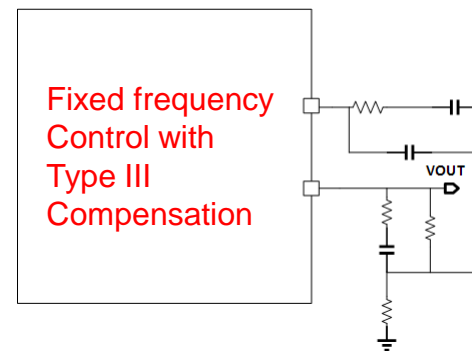 Fixed frequency
Control with
Type III
Compensation
VOUT